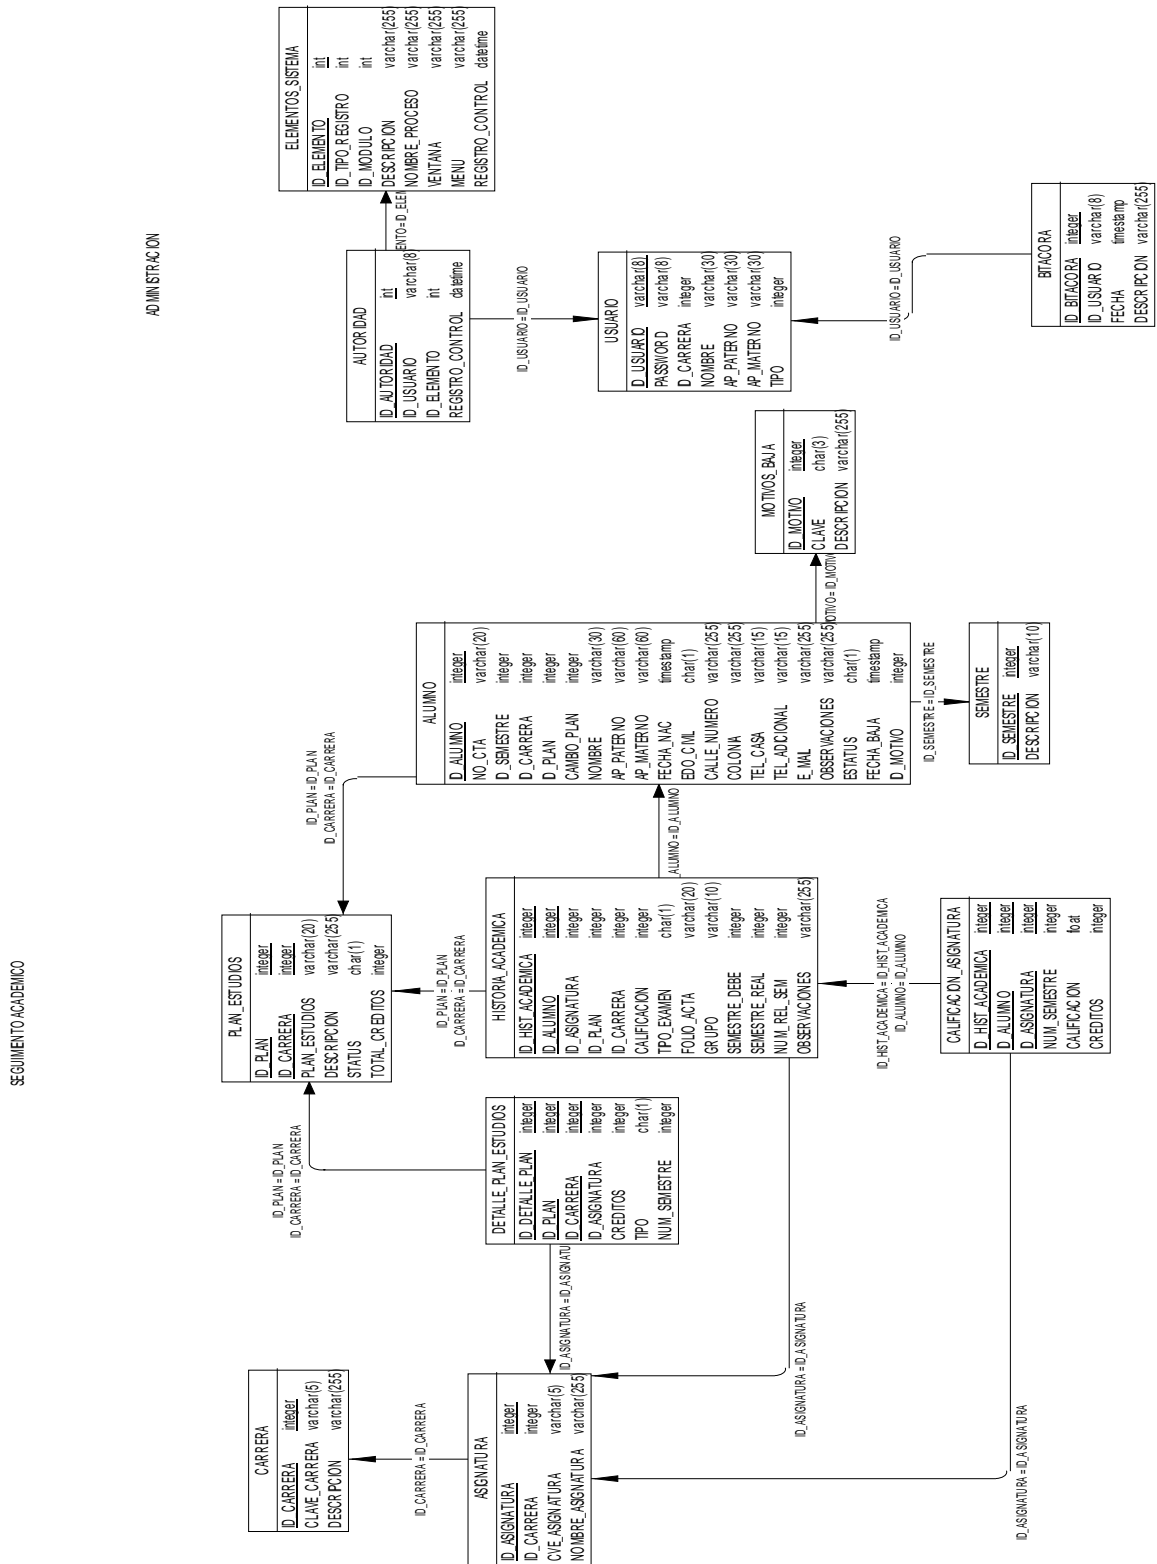 SEGUIMENTO ACADEMICO
ADMINISTRACION
CARRERA
ID_CARRERA integer
CLAVE_CARRERA varchar(5)
DESCRIPCION varchar(255)
ID_CARRERA = ID_CARRERA
ASIGNATURA
ID_ASIGNATURA integer
ID_CARRERA integer
CVE_ASIGNATURA varchar(5)
NOMBRE_ASIGNATURA varchar(255)
PLAN_ESTUDIOS
ID_PLAN integer
ID_CARRERA integer
PLAN_ESTUDIOS varchar(20)
DESCRIPCION varchar(255)
STATUS char(1)
TOTAL_CREDITOS integer
ID_PLAN = ID_PLAN
ID_CARRERA = ID_CARRERA
ID_PLAN = ID_PLAN
ID_CARRERA = ID_CARRERA
ID_PLAN = ID_PLAN
ID_CARRERA = ID_CARRERA
DETALLE_PLAN_ESTUDIOS
ID_DETALLE_PLAN integer
ID_PLAN integer
ID_CARRERA integer
ID_ASIGNATURA integer
CREDITOS integer
TIPO char(1)
NUM_SEMESTRE integer
ID_ASIGNATURA = ID_ASIGNATU
HISTORIA_ACADEMICA
ID_HIST_ACADEMICA integer
ID_ALUMNO integer
ID_ASIGNATURA integer
ID_PLAN integer
ID_CARRERA integer
CALIFICACION integer
TIPO_EXAMEN char(1)
FOLIO_ACTA varchar(20)
GRUPO varchar(10)
SEMESTRE_DEBE integer
SEMESTRE_REAL integer
NUM_REL_SEM integer
OBSERVACIONES varchar(255)
ID_ASIGNATURA = ID_ASIGNATURA
_ALUMNO = ID_ALUMNO
ALUMNO
ID_ALUMNO integer
NO_CTA varchar(20)
ID_SEMESTRE integer
ID_CARRERA integer
ID_PLAN integer
CAMBIO_PLAN integer
NOMBRE varchar(30)
AP_PATERNO varchar(60)
AP_MATERNO varchar(60)
FECHA_NAC timestamp
EDO_CIVIL char(1)
CALLE_NUMERO varchar(255)
COLONIA varchar(255)
TEL_CASA varchar(15)
TEL_ADICIONAL varchar(15)
E_MAIL varchar(255)
OBSERVACIONES varchar(255)
ESTATUS char(1)
FECHA_BAJA timestamp
ID_MOTIVO integer
OTIVO = ID_MOTIV
MOTIVOS_BAJA
ID_MOTIVO integer
CLAVE char(3)
DESCRIPCION varchar(255)
ID_SEMESTRE = ID_SEMESTRE
SEMESTRE
ID_SEMESTRE integer
DESCRIPCION varchar(10)
ID_HIST_ACADEMICA = ID_HIST_ACADEMICA
ID_ALUMNO = ID_ALUMNO
CALIFICACION_ASIGNATURA
ID_HIST_ACADEMICA integer
ID_ALUMNO integer
ID_ASIGNATURA integer
NUM_SEMESTRE integer
CALIFICACION float
CREDITOS integer
ID_ASIGNATURA = ID_ASIGNATURA
ELEMENTOS_SISTEMA
ID_ELEMENTO int
ID_TIPO_REGISTRO int
ID_MODULO int
DESCRIPCION varchar(255)
NOMBRE_PROCESO varchar(255)
VENTANA varchar(255)
MENU varchar(255)
REGISTRO_CONTROL datetime
ENTO = ID_ELEM
AUTORIDAD
ID_AUTORIDAD int
ID_USUARIO varchar(8)
ID_ELEMENTO int
REGISTRO_CONTROL datetime
ID_USUARIO = ID_USUARIO
USUARIO
ID_USUARIO varchar(8)
PASSWORD varchar(8)
ID_CARRERA integer
NOMBRE varchar(30)
AP_PATERNO varchar(30)
AP_MATERNO varchar(30)
TIPO integer
ID_USUARIO = ID_USUARIO
BITACORA
ID_BITACORA integer
ID_USUARIO varchar(8)
FECHA timestamp
DESCRIPCION varchar(255)